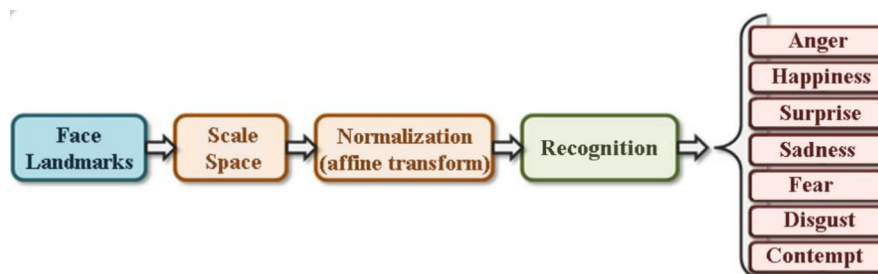 Face
Landmarks
Scale
Space
Normalization
(affine transform)
Recognition
Anger
Happiness
Surprise
Sadness
Fear
Disgust
Contempt